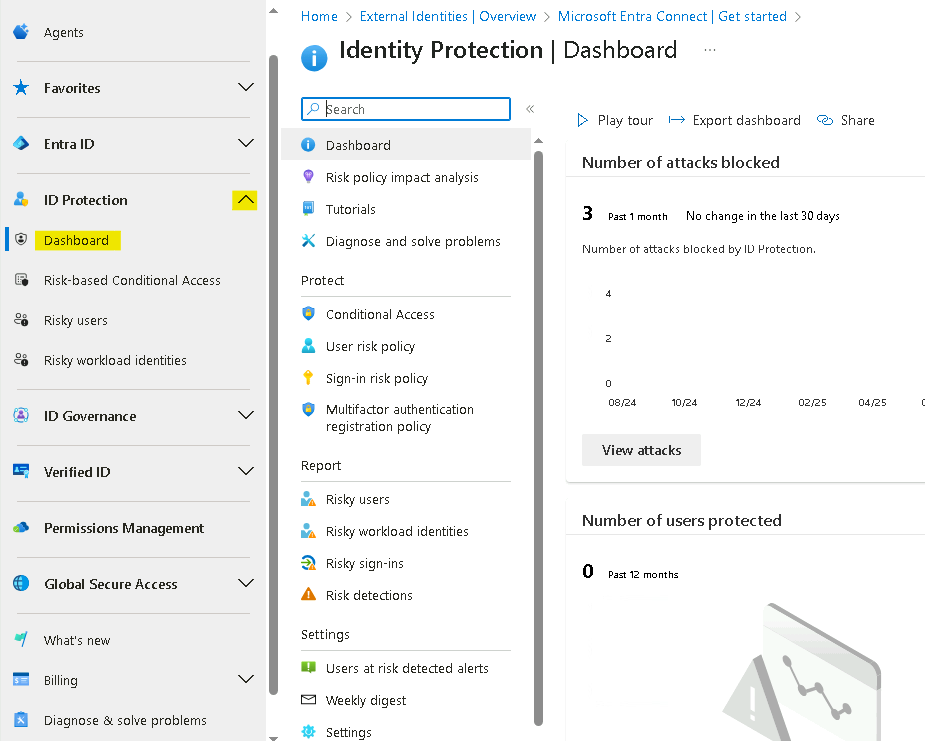 Agents
Favorites
Entra ID
ID Protection
Dashboard
Risk-based Conditional Access
Risky users
Risky workload identities
ID Governance
Verified ID
Permissions Management
Global Secure Access
What's new
Billing
Diagnose & solve problems
Home > External Identities | Overview > Microsoft Entra Connect | Get started >
Identity Protection | Dashboard ...
Search «
Dashboard
Risk policy impact analysis
Tutorials
Diagnose and solve problems
Protect
Conditional Access
User risk policy
Sign-in risk policy
Multifactor authentication
registration policy
Report
Risky users
Risky workload identities
Risky sign-ins
Risk detections
Settings
Users at risk detected alerts
Weekly digest
Settings
Play tour Export dashboard Share
Number of attacks blocked
3 Past 1 month No change in the last 30 days
Number of attacks blocked by ID Protection.
4
2
0
08/24 10/24 12/24 02/25 04/25
View attacks
Number of users protected
0 Past 12 months